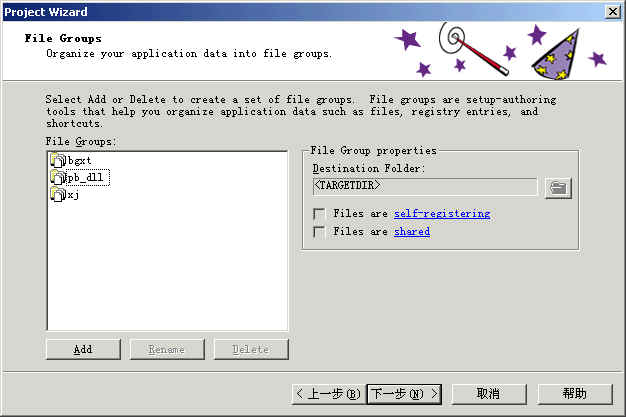 Project Wizard
File Groups
Organize your application data into file groups.
Select Add or Delete to create a set of file groups.  File groups are setup-authoring
tools that help you organize application data such as files, registry entries, and
shortcuts.
File Groups:
bgxt
pb_dll
xj
File Group properties
Destination Folder:
<TARGETDIR>
Files are self-registering
Files are shared
Add
Rename
Delete
< 上一步(B)
下一步(N) >
取消
帮助